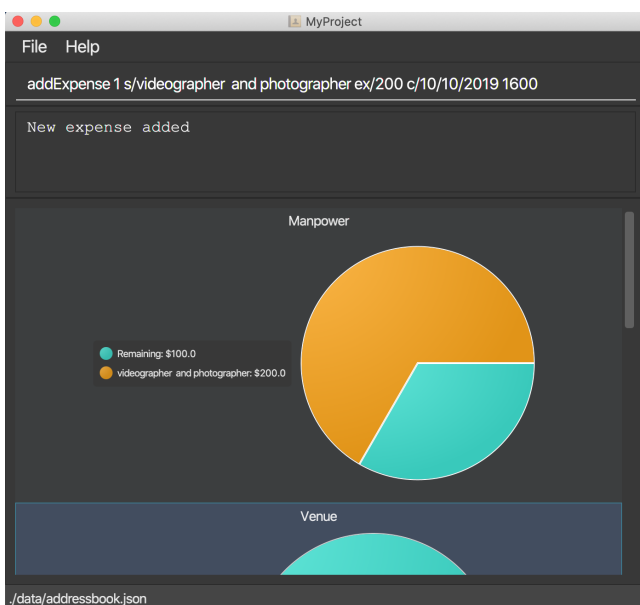 MyProject
File Help
addExpense 1 s/videographer and photographer ex/200 c/10/10/2019 1600
New expense added
Manpower
Remaining: $100.0
videographer and photographer: $200.0
Venue
./data/addressbook.json